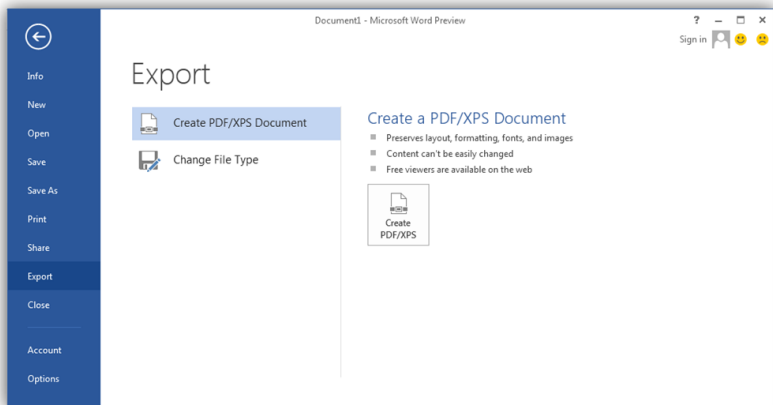 Document1 - Microsoft Word Preview
?
Sign in
Info
New
Open
Save
Save As
Print
Share
Export
Close
Account
Options
Export
Create PDF/XPS Document
Change File Type
Create a PDF/XPS Document
Preserves layout, formatting, fonts, and images
Content can't be easily changed
Free viewers are available on the web
Create
PDF/XPS